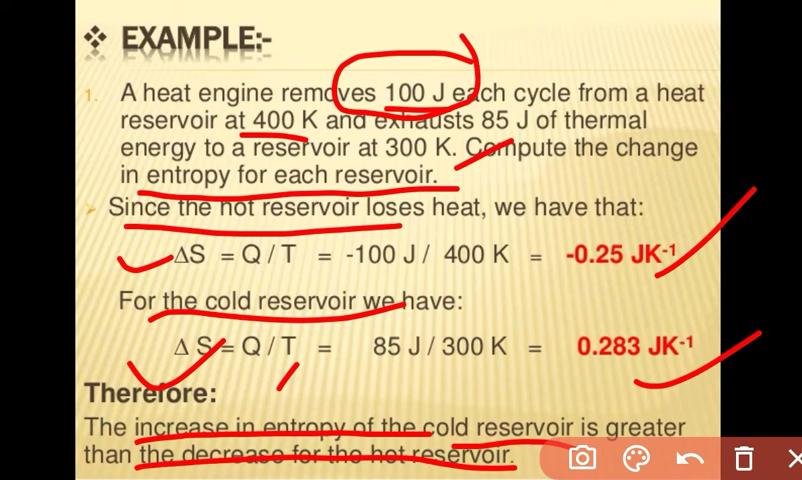 ❖ EXAMPLE:-
1. A heat engine removes 100 J each cycle from a heat
reservoir at 400 K and exhausts 85 J of thermal
energy to a reservoir at 300 K. Compute the change
in entropy for each reservoir.
➢ Since the hot reservoir loses heat, we have that:
ΔS = Q / T = -100 J / 400 K = -0.25 JK⁻¹
For the cold reservoir we have:
Δ S = Q / T = 85 J / 300 K = 0.283 JK⁻¹
Therefore:
The increase in entropy of the cold reservoir is greater
than the decrease for the hot reservoir.